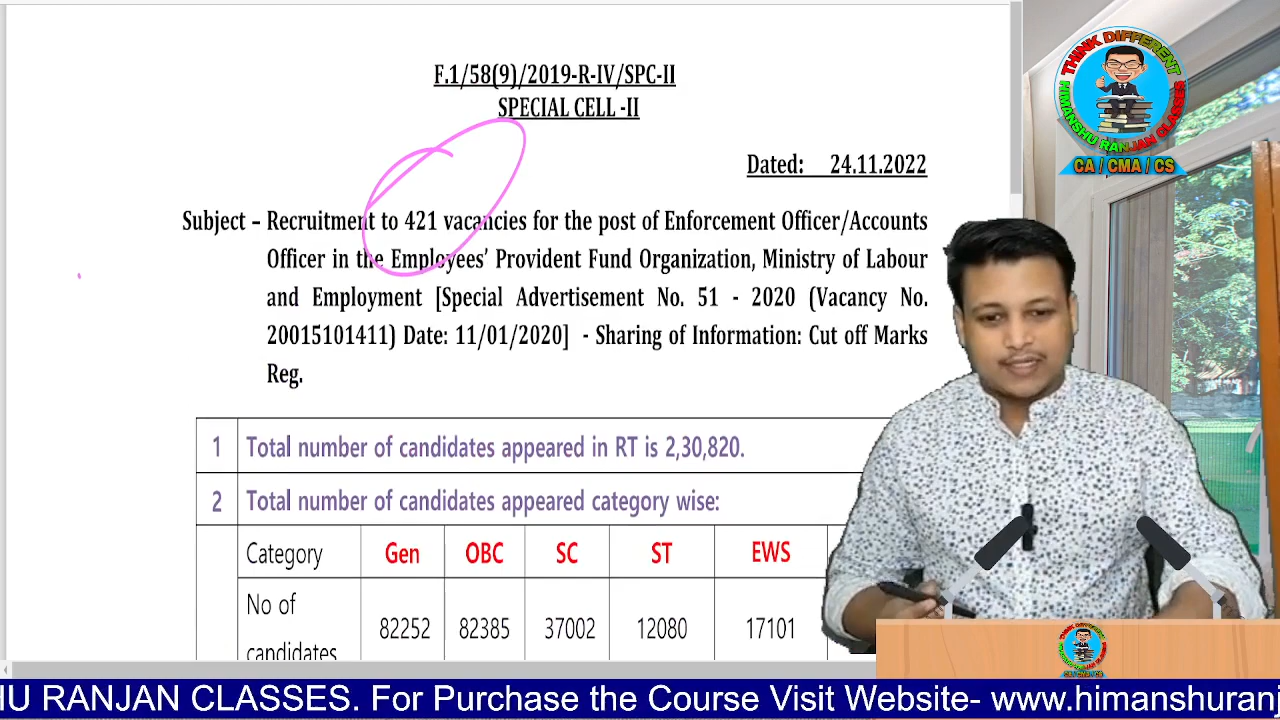 F.1/58(9)/2019-R-IV/SPC-II
SPECIAL CELL -II
Dated: 24.11.2022
Subject – Recruitment to 421 vacancies for the post of Enforcement Officer/Accounts
Officer in the Employees' Provident Fund Organization, Ministry of Labour
and Employment [Special Advertisement No. 51 - 2020 (Vacancy No.
20015101411) Date: 11/01/2020] - Sharing of Information: Cut off Marks
Reg.
1 Total number of candidates appeared in RT is 2,30,820.
2 Total number of candidates appeared category wise:
Category Gen OBC SC ST EWS
No of
candidates 82252 82385 37002 12080 17101
THINK DIFFERENT
HIMANSHU RANJAN CLASSES
CA / CMA / CS
HU RANJAN CLASSES. For Purchase the Course Visit Website- www.himanshuranj